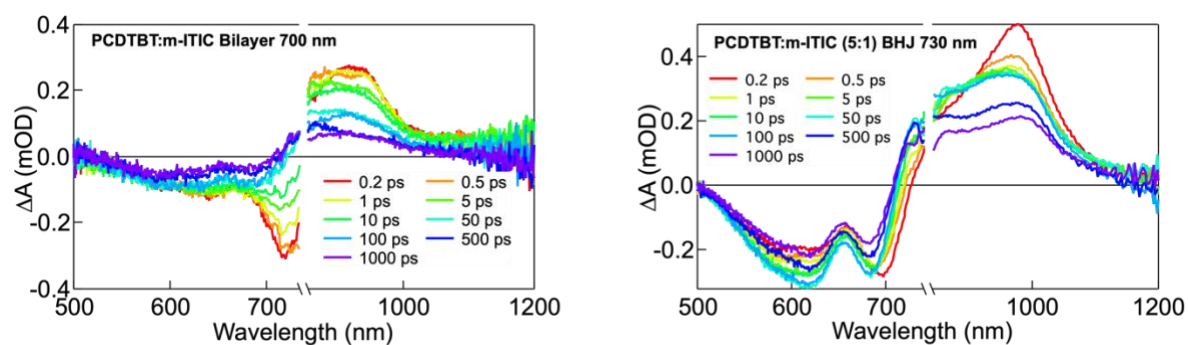 PCDTBT:m-ITIC Bilayer 700 nm
0.4
0.2
0.0
-0.2
-0.4
ΔA (mOD)
0.2 ps 0.5 ps
1 ps 5 ps
10 ps 50 ps
100 ps 500 ps
1000 ps
500 600 700 1000 1200
Wavelength (nm)
PCDTBT:m-ITIC (5:1) BHJ 730 nm
0.4
0.2
0.0
-0.2
ΔA (mOD)
0.2 ps 0.5 ps
1 ps 5 ps
10 ps 50 ps
100 ps 500 ps
1000 ps
500 600 700 1000 1200
Wavelength (nm)